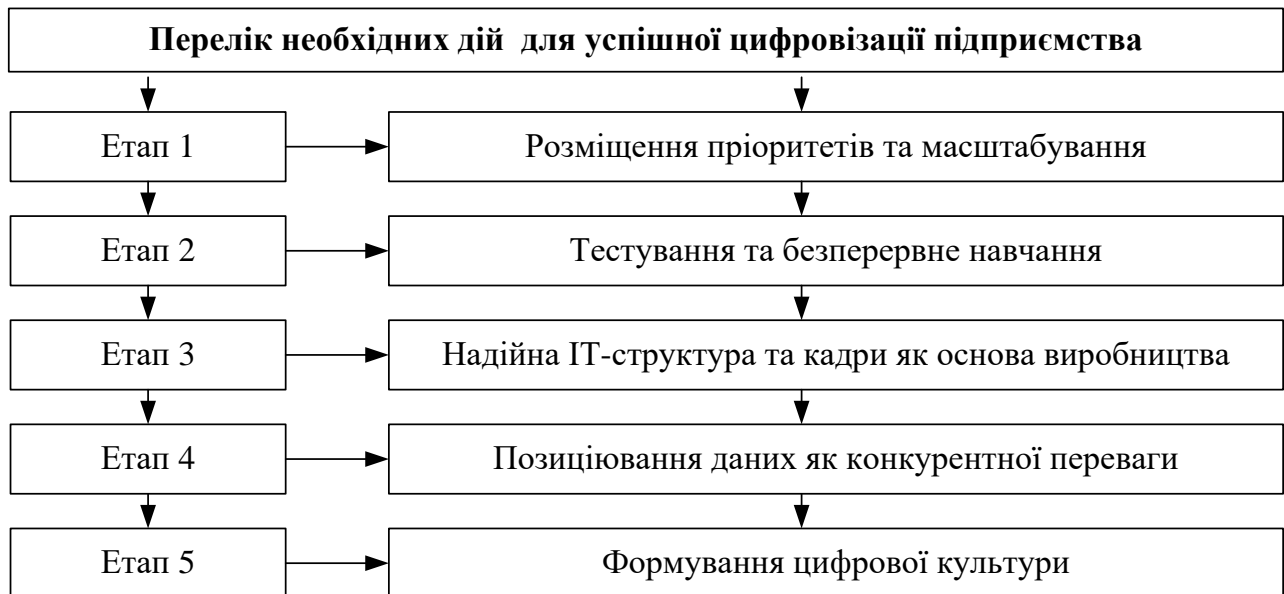 Перелік необхідних дій для успішної цифровізації підприємства
Етап 1
Розміщення пріоритетів та масштабування
Етап 2
Тестування та безперервне навчання
Етап 3
Надійна ІТ-структура та кадри як основа виробництва
Етап 4
Позиціювання даних як конкурентної переваги
Етап 5
Формування цифрової культури